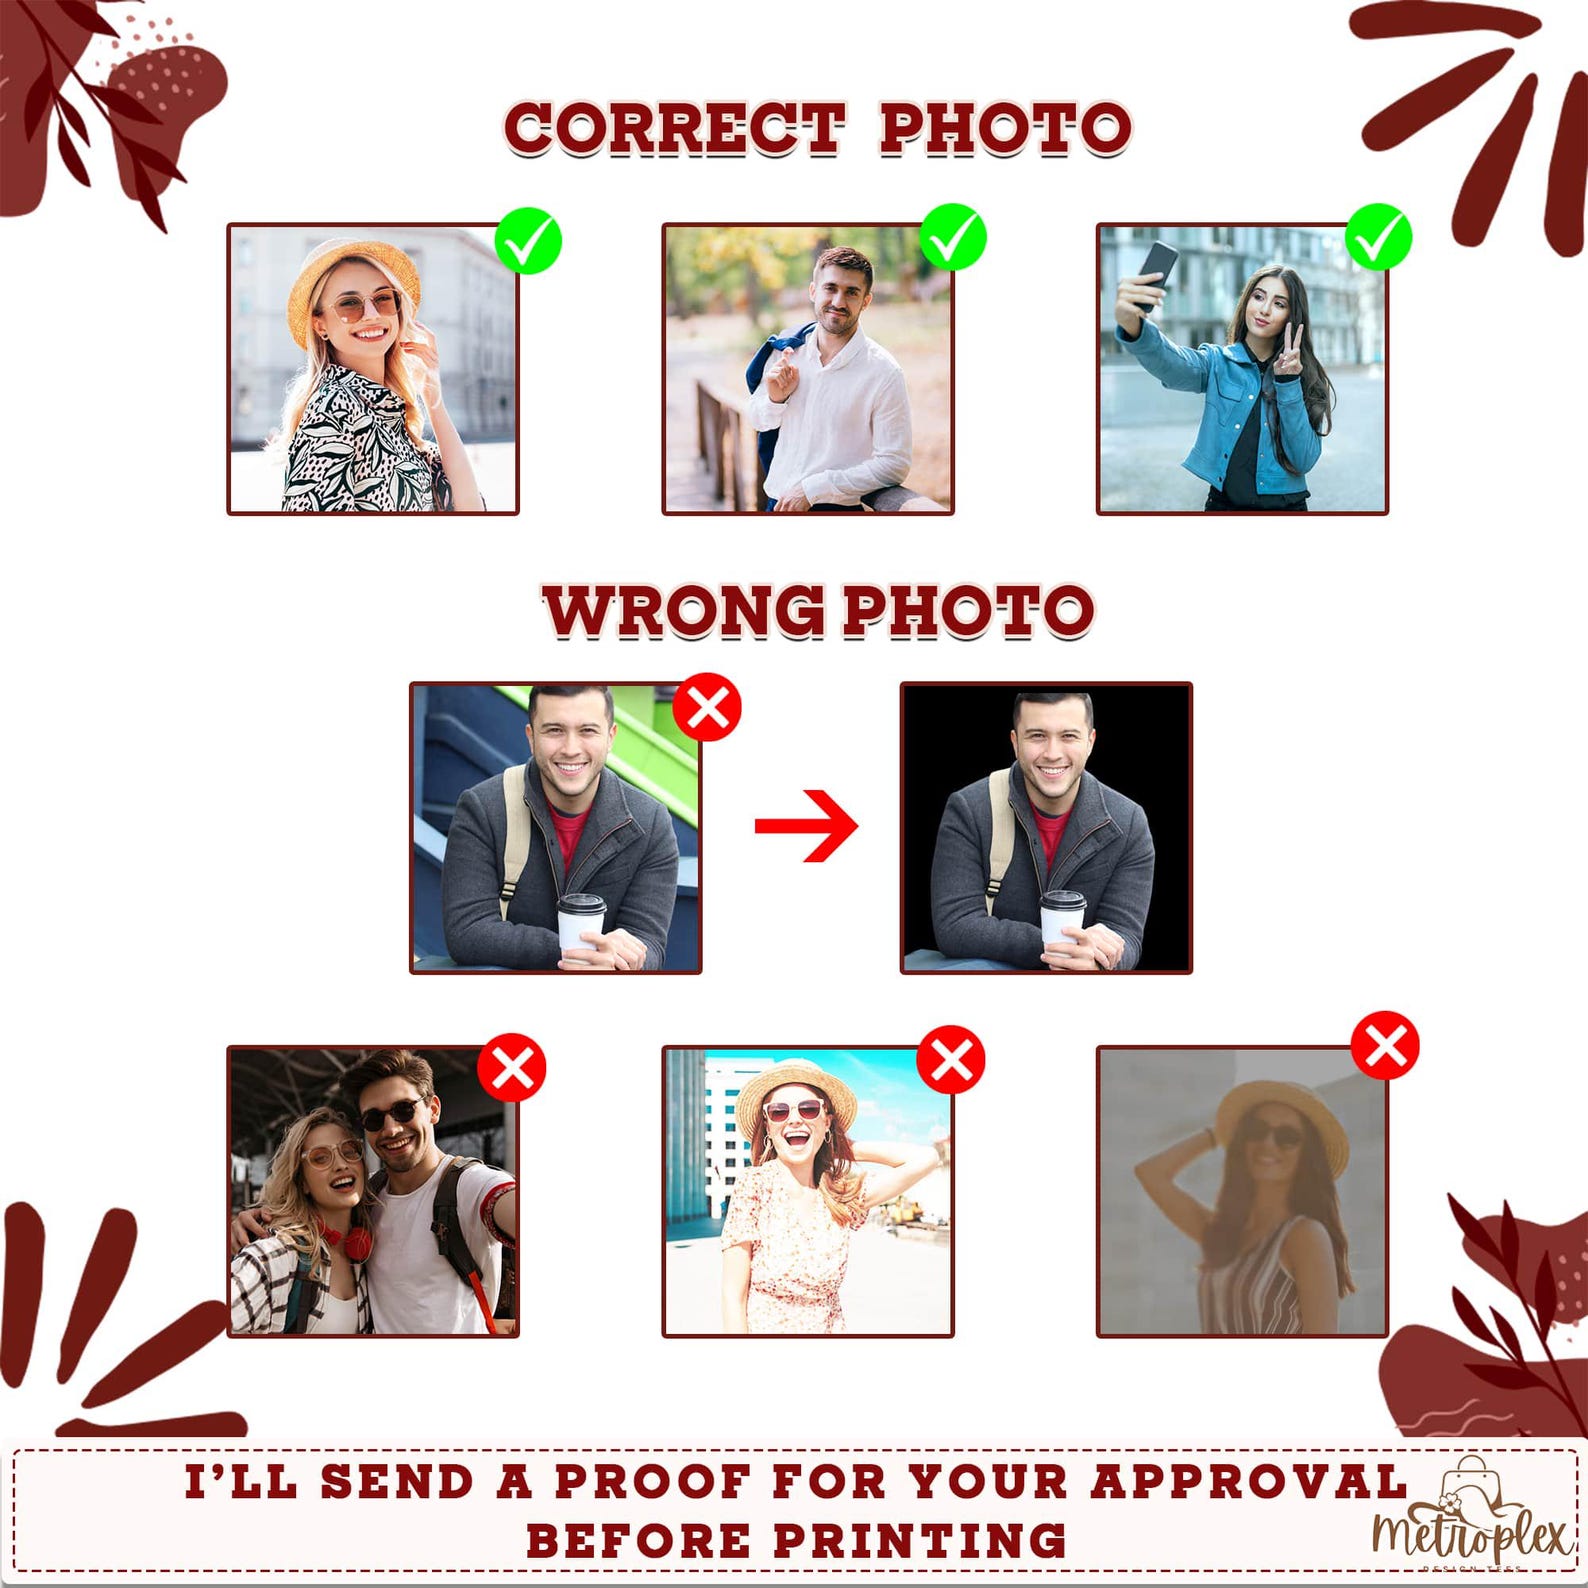 CORRECT PHOTO
WRONG PHOTO
I'LL SEND A PROOF FOR YOUR APPROVAL
BEFORE PRINTING
Metroplex
DESIGN TEES